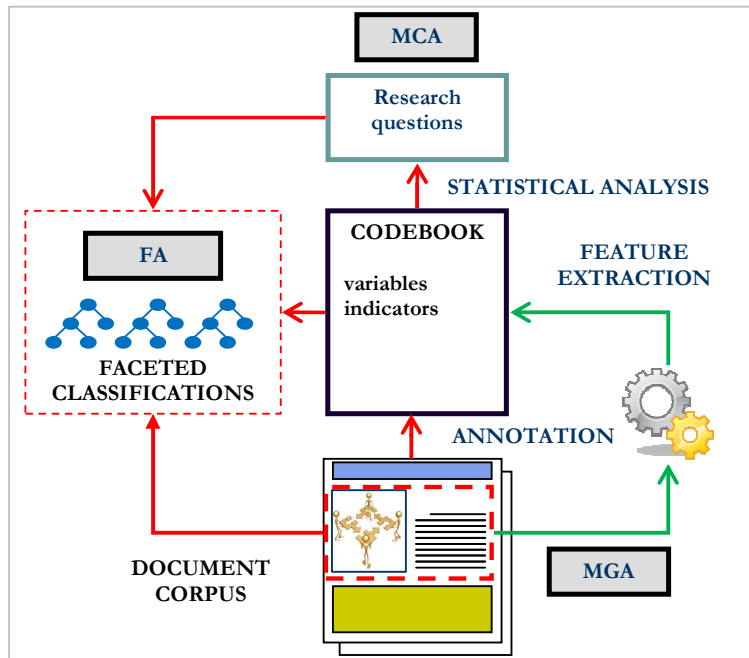 MCA
Research
questions
STATISTICAL ANALYSIS
CODEBOOK
variables
indicators
FEATURE
EXTRACTION
FA
FACETED
CLASSIFICATIONS
ANNOTATION
DOCUMENT
CORPUS
MGA